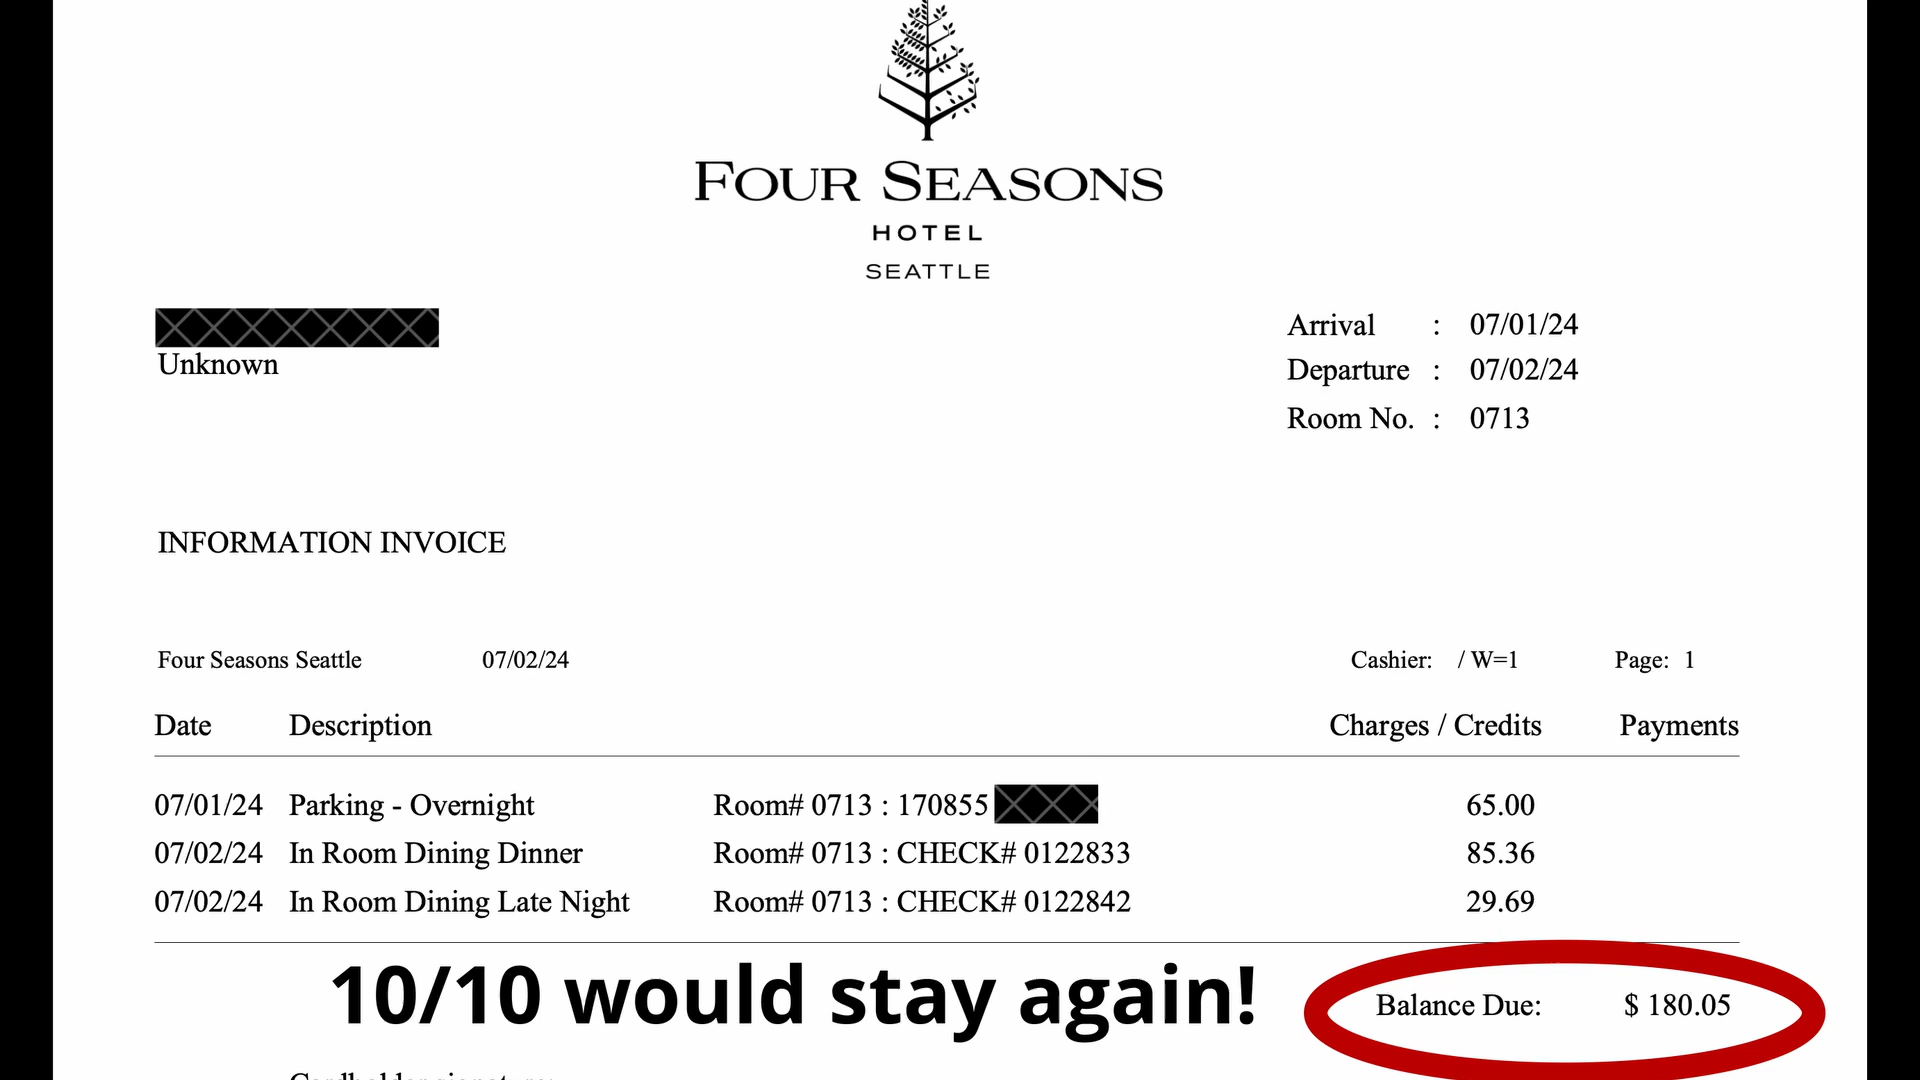 FOUR SEASONS
HOTEL
SEATTLE
Unknown
Arrival : 07/01/24
Departure : 07/02/24
Room No. : 0713
INFORMATION INVOICE
Four Seasons Seattle 07/02/24 Cashier: / W=1 Page: 1
Date Description Charges / Credits Payments
07/01/24 Parking - Overnight Room# 0713 : 170855 65.00
07/02/24 In Room Dining Dinner Room# 0713 : CHECK# 0122833 85.36
07/02/24 In Room Dining Late Night Room# 0713 : CHECK# 0122842 29.69
10/10 would stay again!
Balance Due: $ 180.05